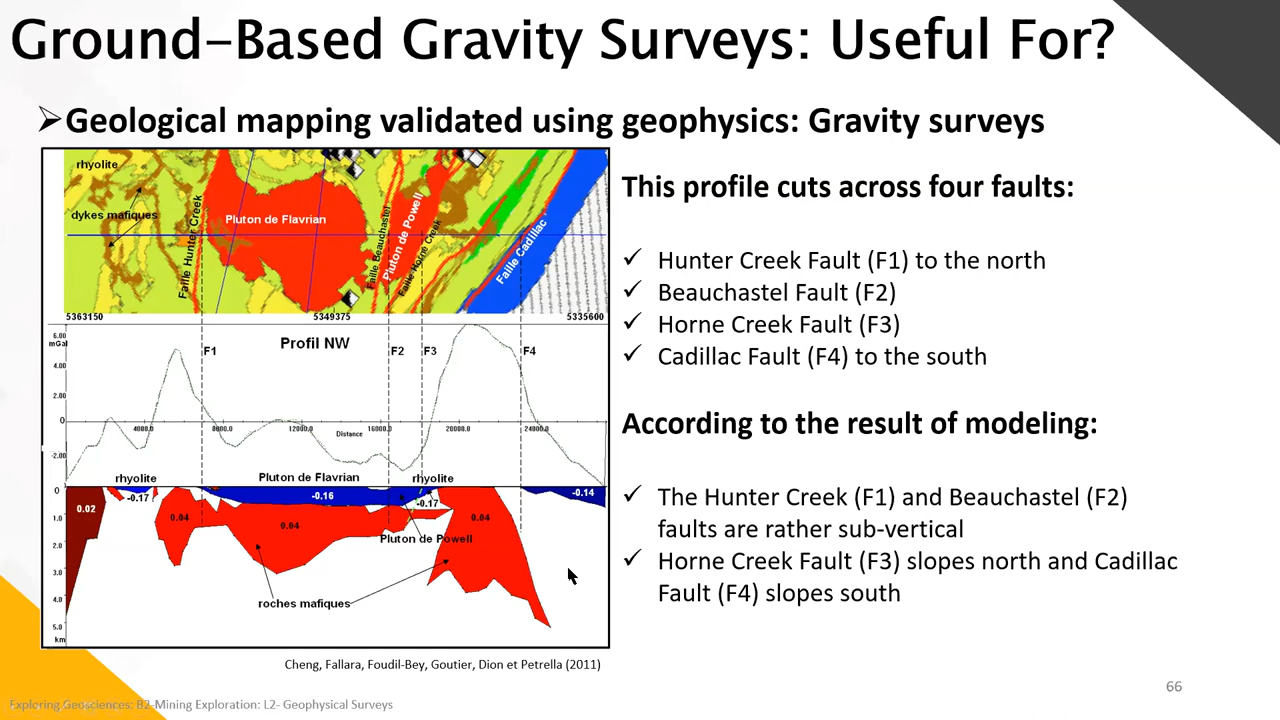 Ground-Based Gravity Surveys: Useful For?
Geological mapping validated using geophysics: Gravity surveys
rhyolite
dykes mafiques
Faille Hunter Creek
Pluton de Flavrian
Faille Beauchastel
Pluton de Powell
Faille Horne Creek
Faille Cadillac
5363150 5349375 5335600
6.00
mGal
4.00
2.00
0
-2.00
Profil NW
F1 F2 F3 F4
4000.0 8000.0 12000.0 16000.0 20000.0 24000.0
Distance
rhyolite Pluton de Flavrian rhyolite
0
1.0
2.0
3.0
4.0
5.0
km
0.02 -0.17 -0.16 -0.17 -0.14
0.04 0.04 0.04
Pluton de Powell
roches mafiques
Cheng, Fallara, Foudil-Bey, Goutier, Dion et Petrella (2011)
This profile cuts across four faults:
✓ Hunter Creek Fault (F1) to the north
✓ Beauchastel Fault (F2)
✓ Horne Creek Fault (F3)
✓ Cadillac Fault (F4) to the south
According to the result of modeling:
✓ The Hunter Creek (F1) and Beauchastel (F2)
faults are rather sub-vertical
✓ Horne Creek Fault (F3) slopes north and Cadillac
Fault (F4) slopes south
66
Exploring Geosciences: B2-Mining Exploration: L2- Geophysical Surveys